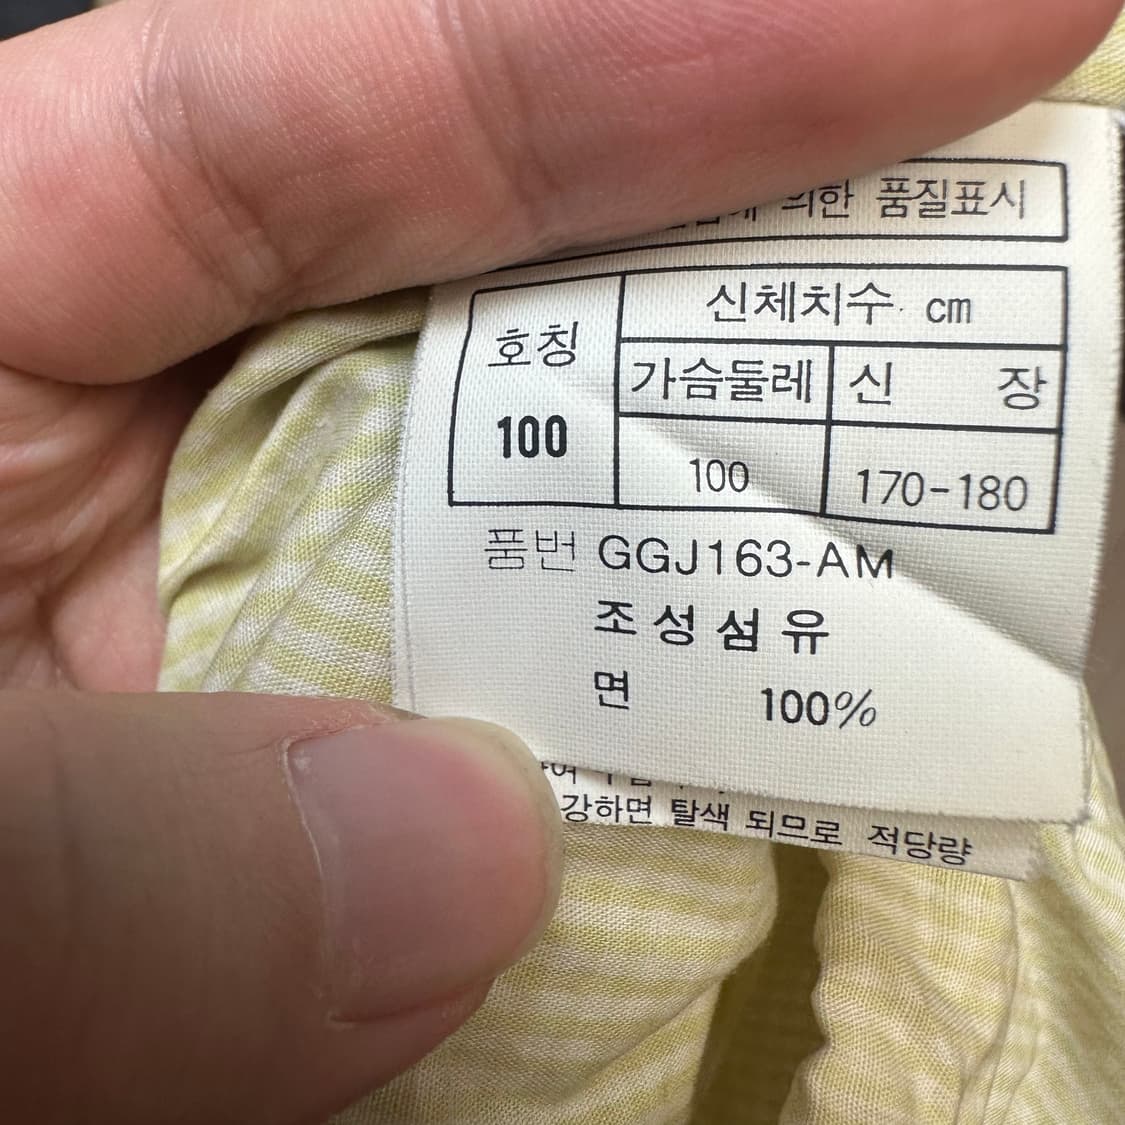 의한 품질표시
호칭
100
신체치수 cm
가슴둘레 신 장
100 170-180
품번 GGJ163-AM
조성섬유
면 100%
강하면 탈색 되므로 적당량